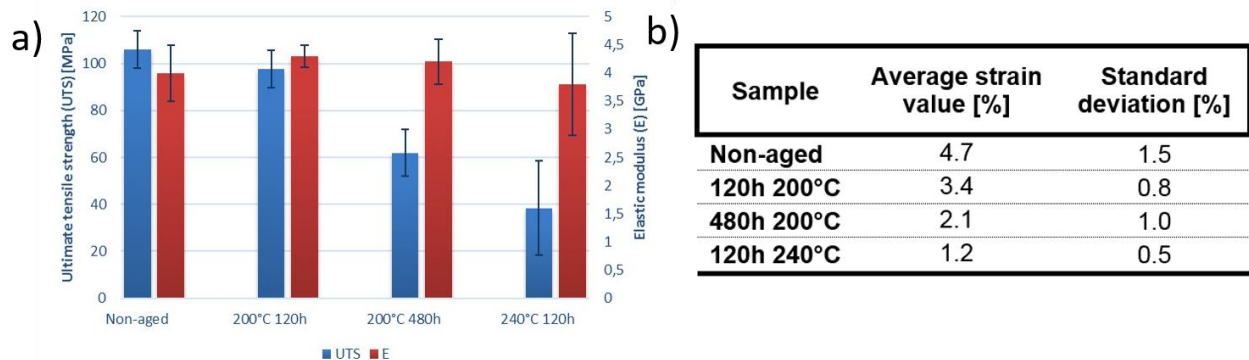 a)
Ultimate tensile strength (UTS) [MPa]
120
100
80
60
40
20
0
5
4,5
4
3,5
3
2,5
2
1,5
1
0,5
0
Elastic modulus (E) [GPa]
Non-aged 200°C 120h 200°C 480h 240°C 120h
UTS E
b)
Sample Average strain value [%] Standard deviation [%]
Non-aged 4.7 1.5
120h 200°C 3.4 0.8
480h 200°C 2.1 1.0
120h 240°C 1.2 0.5